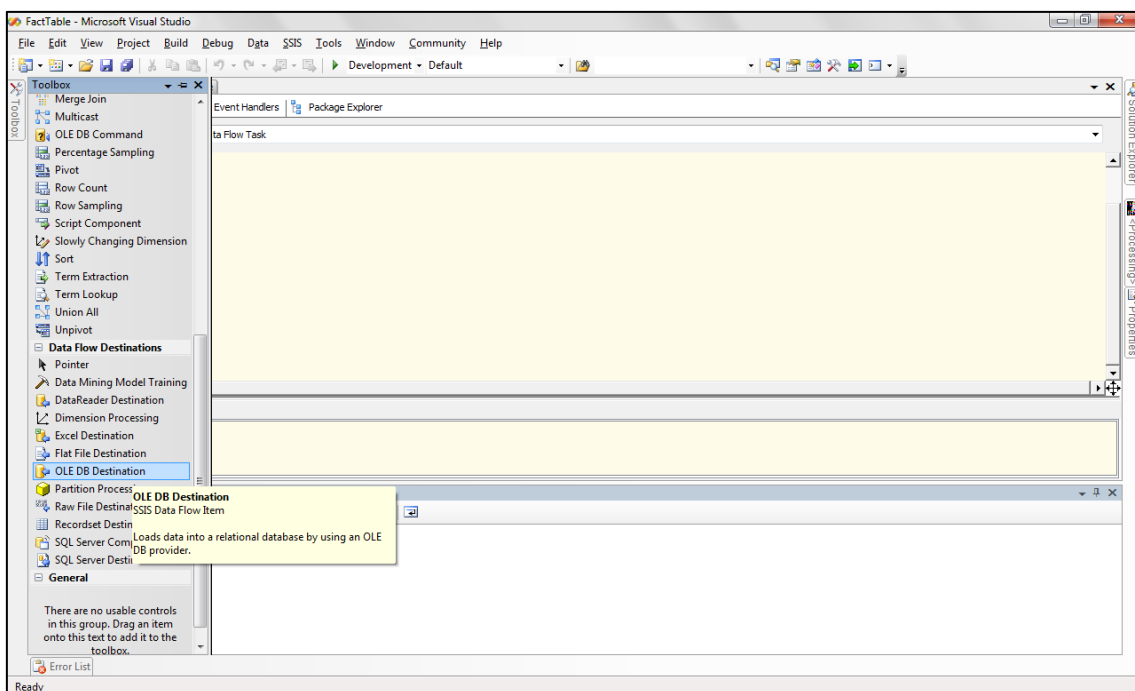 FactTable - Microsoft Visual Studio
File Edit View Project Build Debug Data SSIS Tools Window Community Help
Development Default
Toolbox
Toolbox
Event Handlers Package Explorer
Merge Join
Multicast
OLE DB Command
ta Flow Task
Percentage Sampling
Pivot
Row Count
Row Sampling
Script Component
Slowly Changing Dimension
Sort
Term Extraction
Term Lookup
Union All
Unpivot
Data Flow Destinations
Pointer
Data Mining Model Training
DataReader Destination
Dimension Processing
Excel Destination
Flat File Destination
OLE DB Destination
Partition Process
Raw File Destinat
Recordset Destin
SQL Server Com
SQL Server Desti
OLE DB Destination
SSIS Data Flow Item
Loads data into a relational database by using an OLE
DB provider.
General
There are no usable controls
in this group. Drag an item
onto this text to add it to the
toolbox.
Solution Explorer
<Processing>
Properties
Error List
Ready